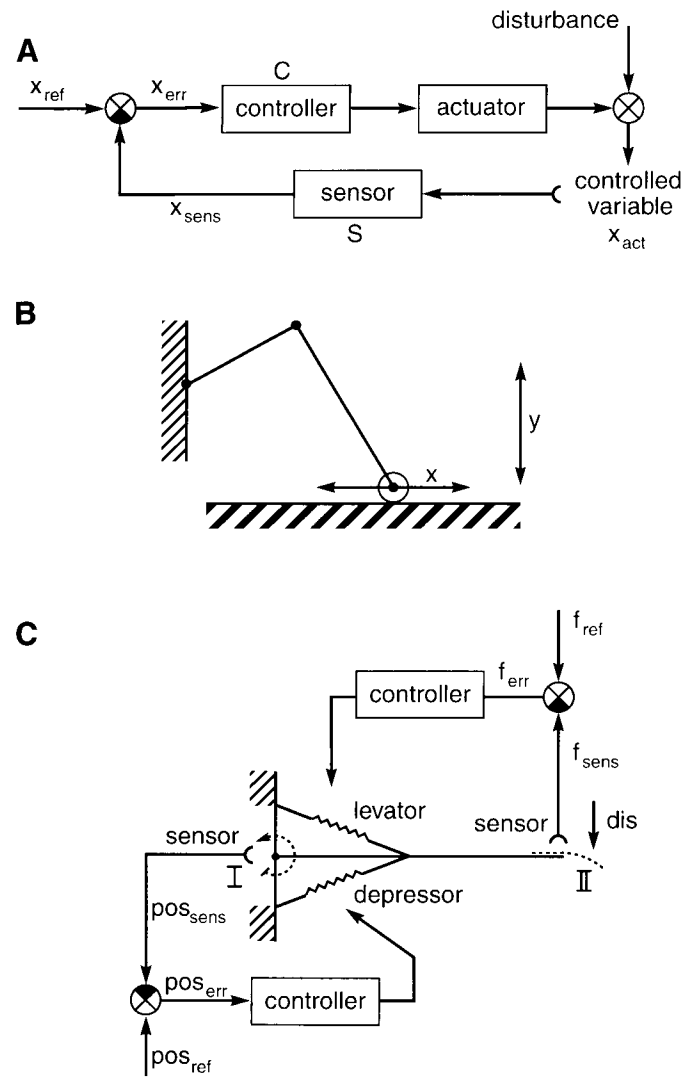 A
disturbance
x_ref
x_err
C
controller
actuator
x_sens
sensor
S
controlled
variable
x_act
B
y
x
C
f_ref
f_err
controller
f_sens
levator
sensor
dis
sensor
I
II
depressor
pos_sens
pos_err
controller
pos_ref